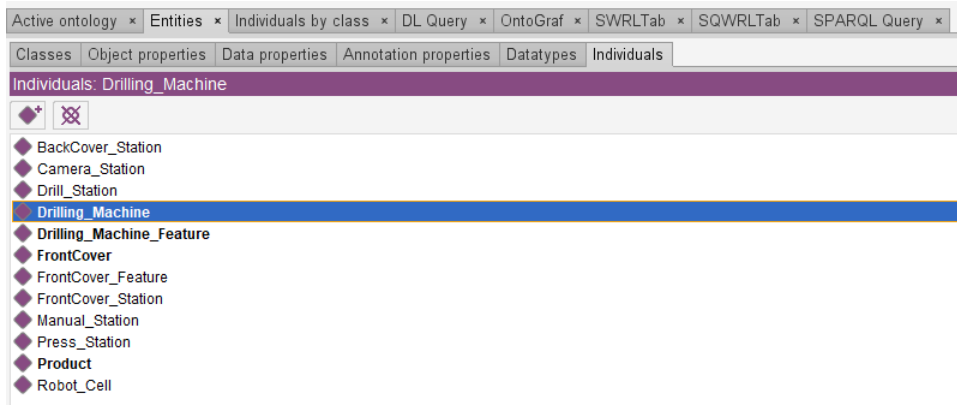 Active ontology × Entities × Individuals by class × DL Query × OntoGraf × SWRLTab × SQWRLTab × SPARQL Query ×
Classes Object properties Data properties Annotation properties Datatypes Individuals
Individuals: Drilling_Machine
BackCover_Station
Camera_Station
Drill_Station
Drilling_Machine
Drilling_Machine_Feature
FrontCover
FrontCover_Feature
FrontCover_Station
Manual_Station
Press_Station
Product
Robot_Cell